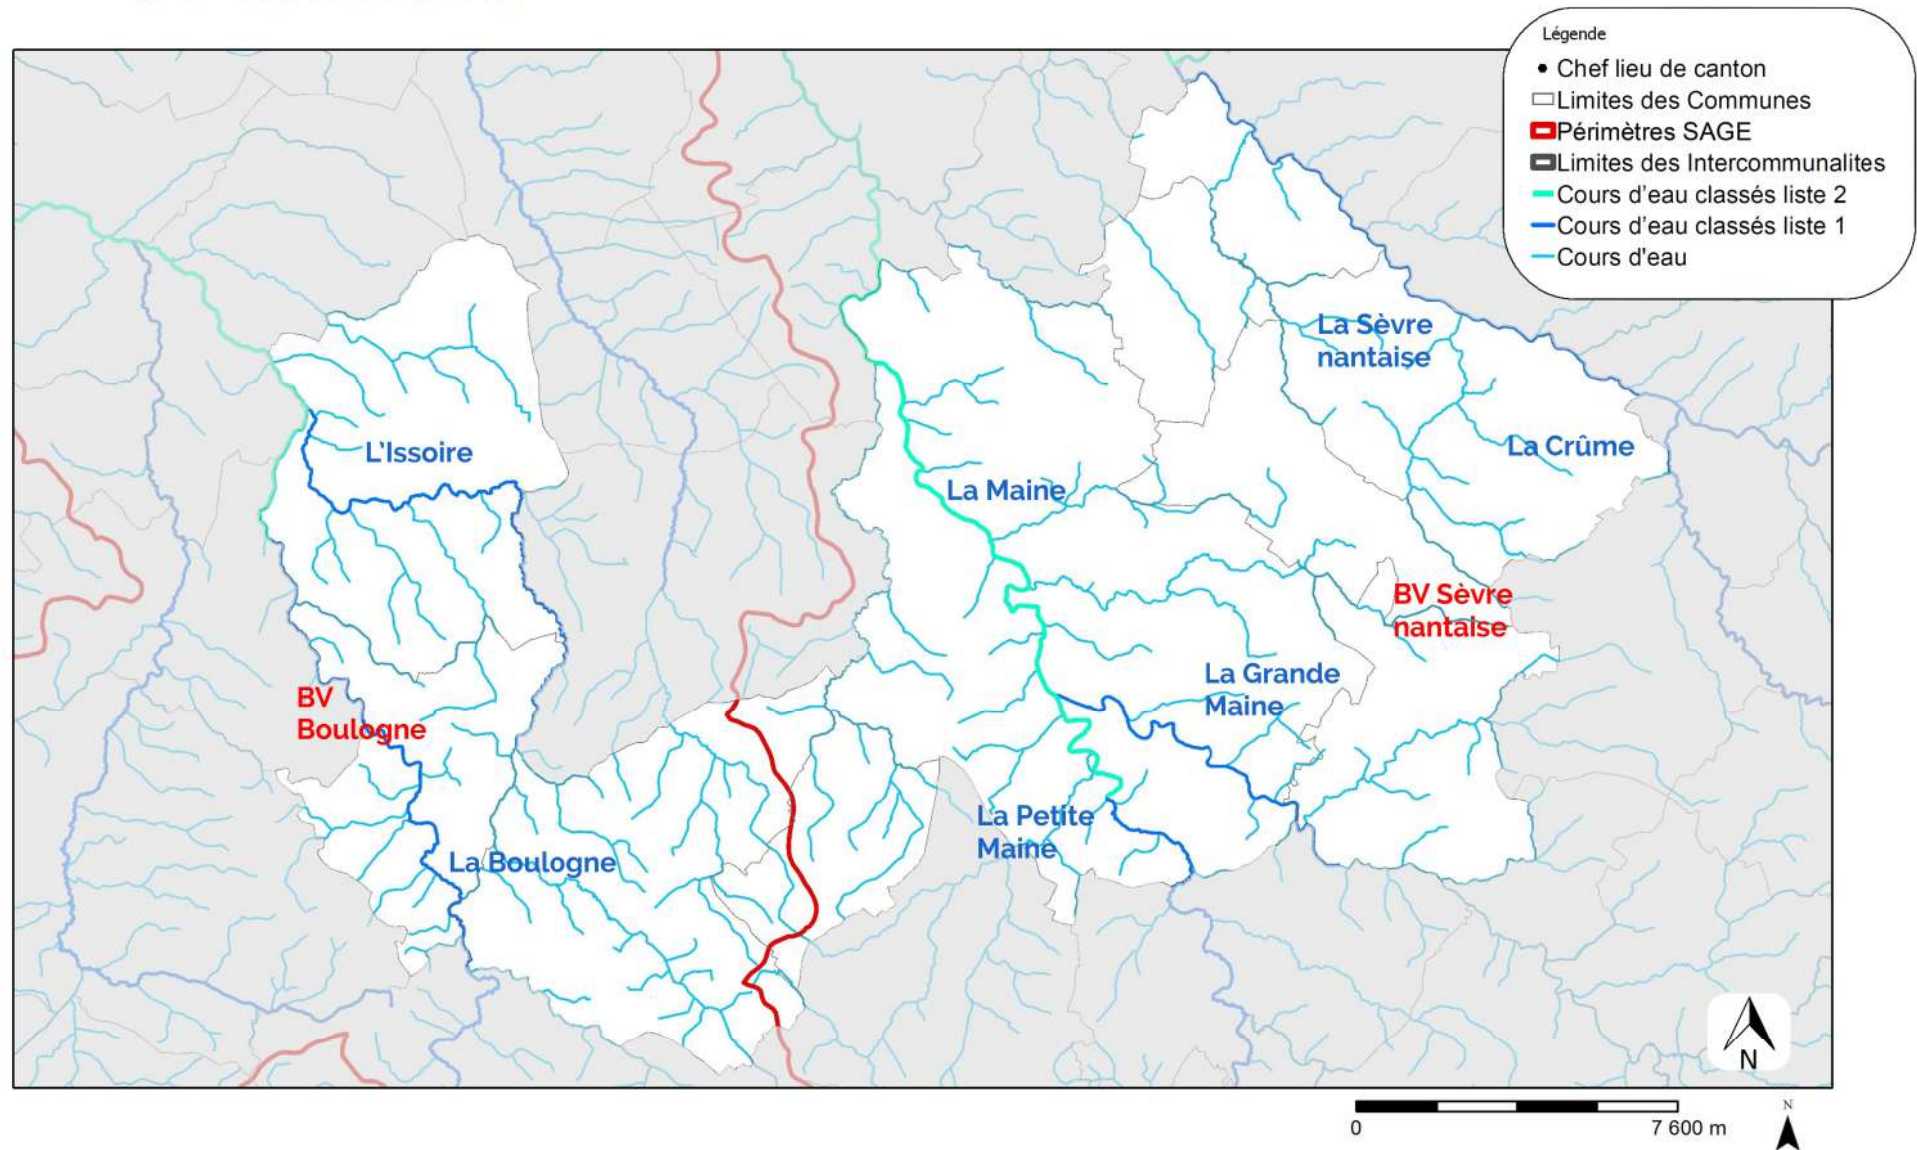 Légende
Chef lieu de canton
Limites des Communes
Périmètres SAGE
Limites des Intercommunalites
Cours d'eau classés liste 2
Cours d'eau classés liste 1
Cours d'eau
La Sèvre
nantaise
La Crûme
L'Issoire
La Maine
BV Sèvre
nantaise
La Grande
Maine
BV
Boulogne
La Petite
Maine
La Boulogne
N
0
7 600 m
N